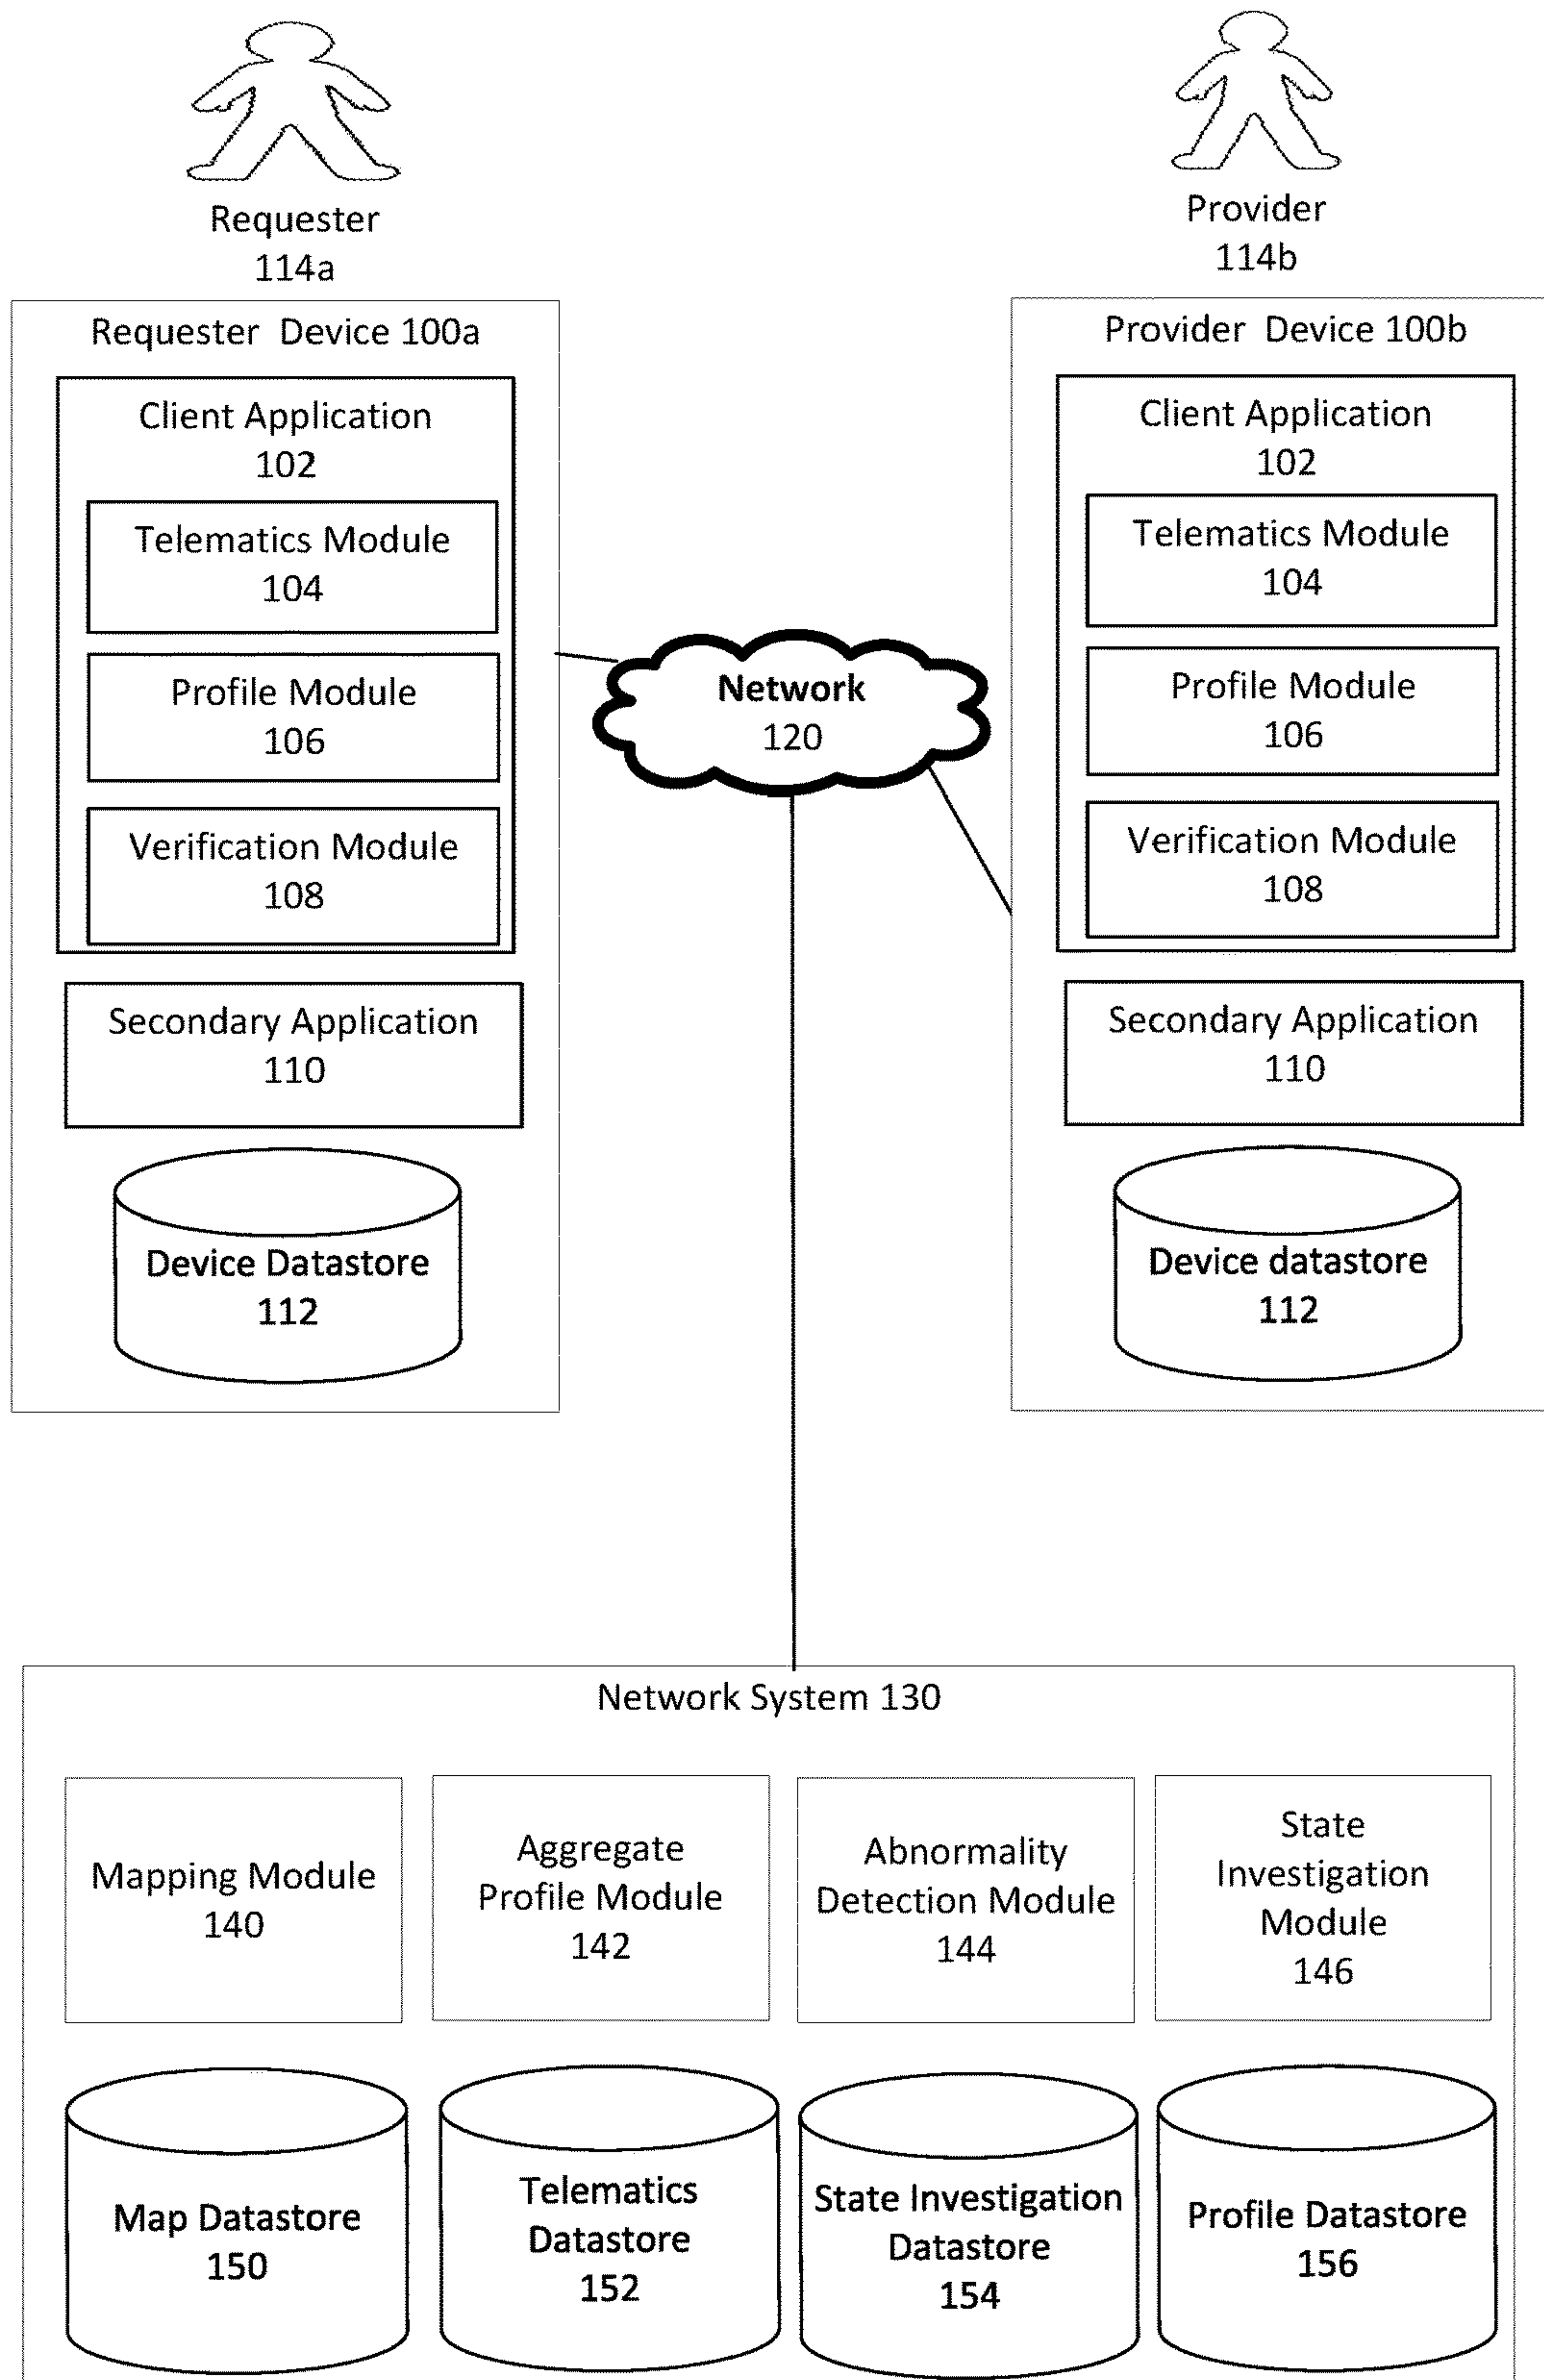 Requester
114a
Provider
114b
Requester Device 100a
Client Application
102
Telematics Module
104
Profile Module
106
Verification Module
108
Secondary Application
110
Device Datastore
112
Network
120
Provider Device 100b
Client Application
102
Telematics Module
104
Profile Module
106
Verification Module
108
Secondary Application
110
Device datastore
112
Network System 130
Mapping Module
140
Aggregate
Profile Module
142
Abnormality
Detection Module
144
State
Investigation
Module
146
Map Datastore
150
Telematics
Datastore
152
State Investigation
Datastore
154
Profile Datastore
156